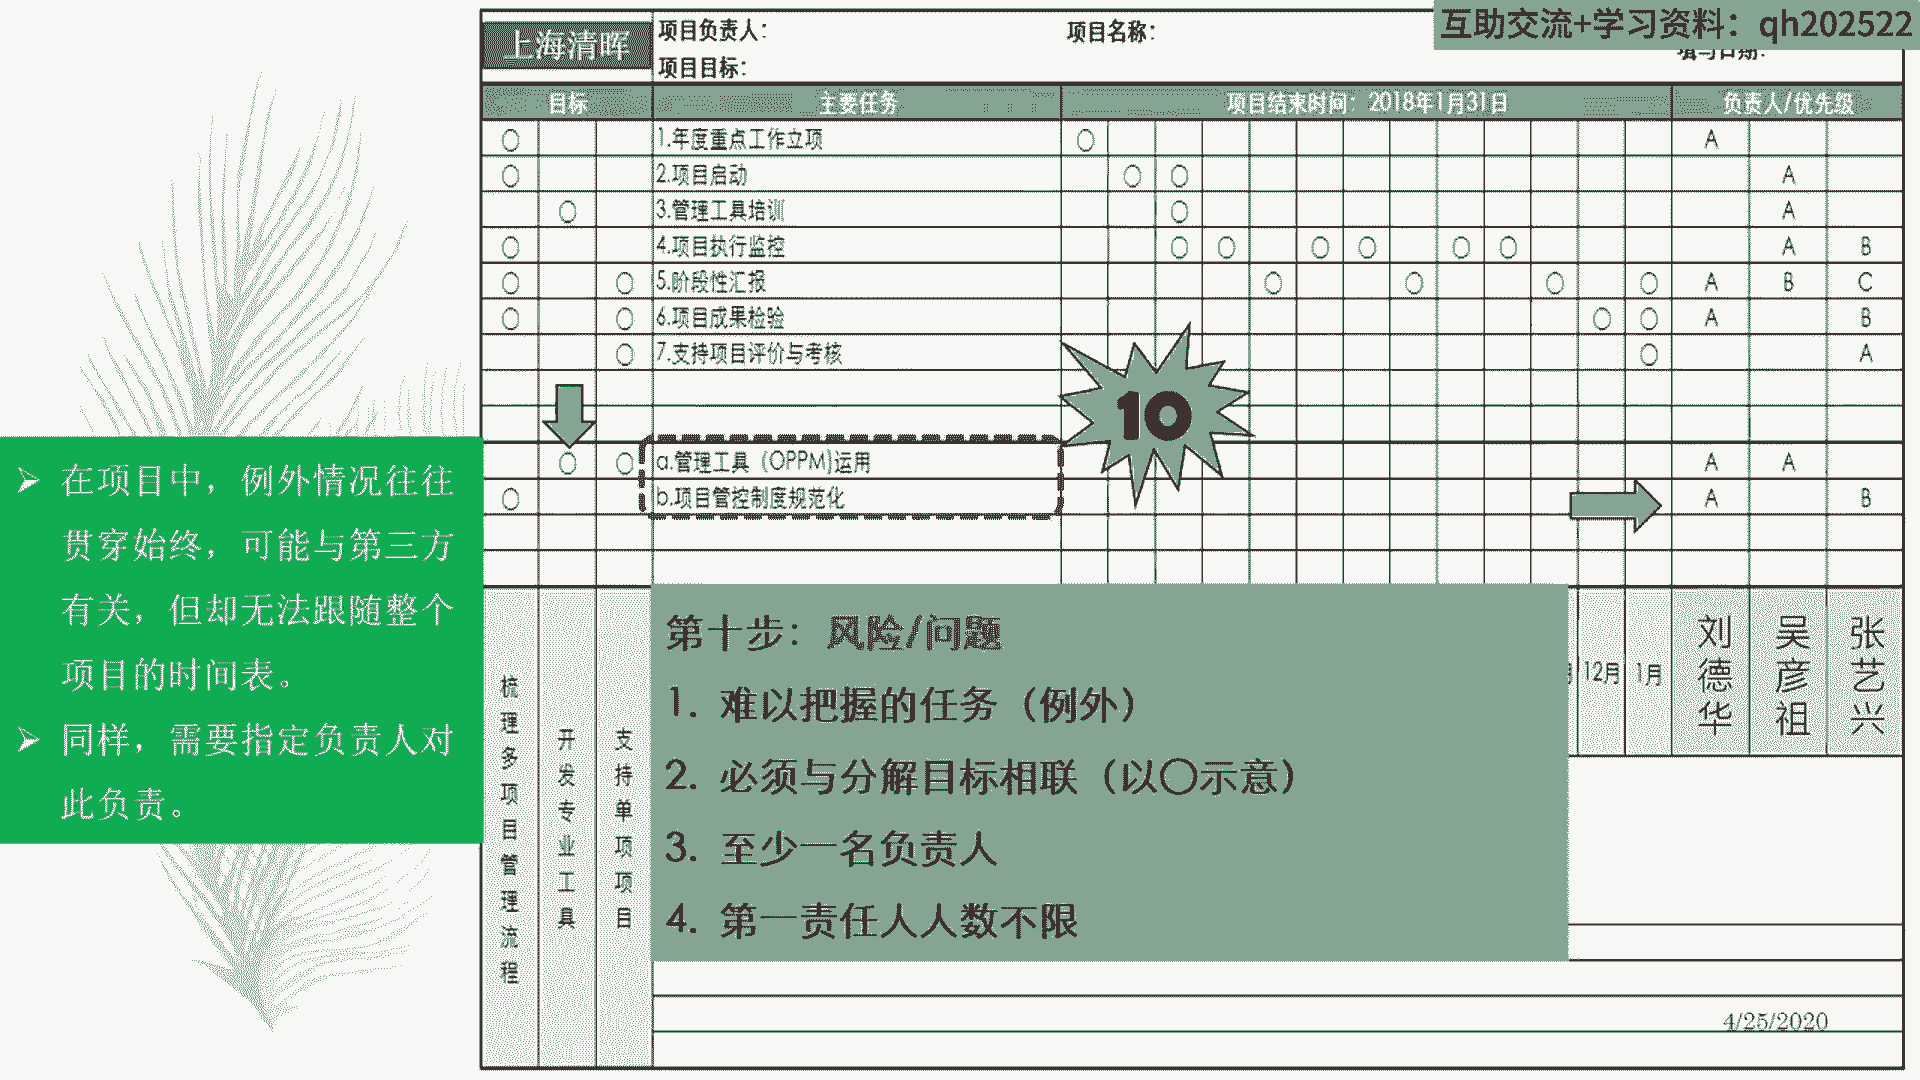 互助交流+学习资料：qh202522
上海清晖
项目负责人：
项目名称：
填写日期：
项目目标：
目标
主要任务
项目结束时间：2018年1月31日
负责人/优先级
○ 1.年度重点工作立项 ○ A
○ 2.项目启动 ○ ○ A
○ 3.管理工具培训 ○ A
○ 4.项目执行监控 ○ ○ ○ ○ ○ ○ A B
○ ○ 5.阶段性汇报 ○ ○ ○ ○ A B C
○ ○ 6.项目成果检验 ○ ○ A B
○ 7.支持项目评价与考核 ○ A
10
○ ○ a.管理工具（OPPM)运用 A A
○ b.项目管控制度规范化 A B
➢ 在项目中，例外情况往往
贯穿始终，可能与第三方
有关，但却无法跟随整个
项目的时间表。
➢ 同样，需要指定负责人对
此负责。
梳理多项目管理流程
开发专业工具
支持单项项目
第十步：风险/问题
1. 难以把握的任务（例外）
2. 必须与分解目标相联（以○示意）
3. 至少一名负责人
4. 第一责任人人数不限
12月
1月
刘德华
吴彦祖
张艺兴
4/25/2020